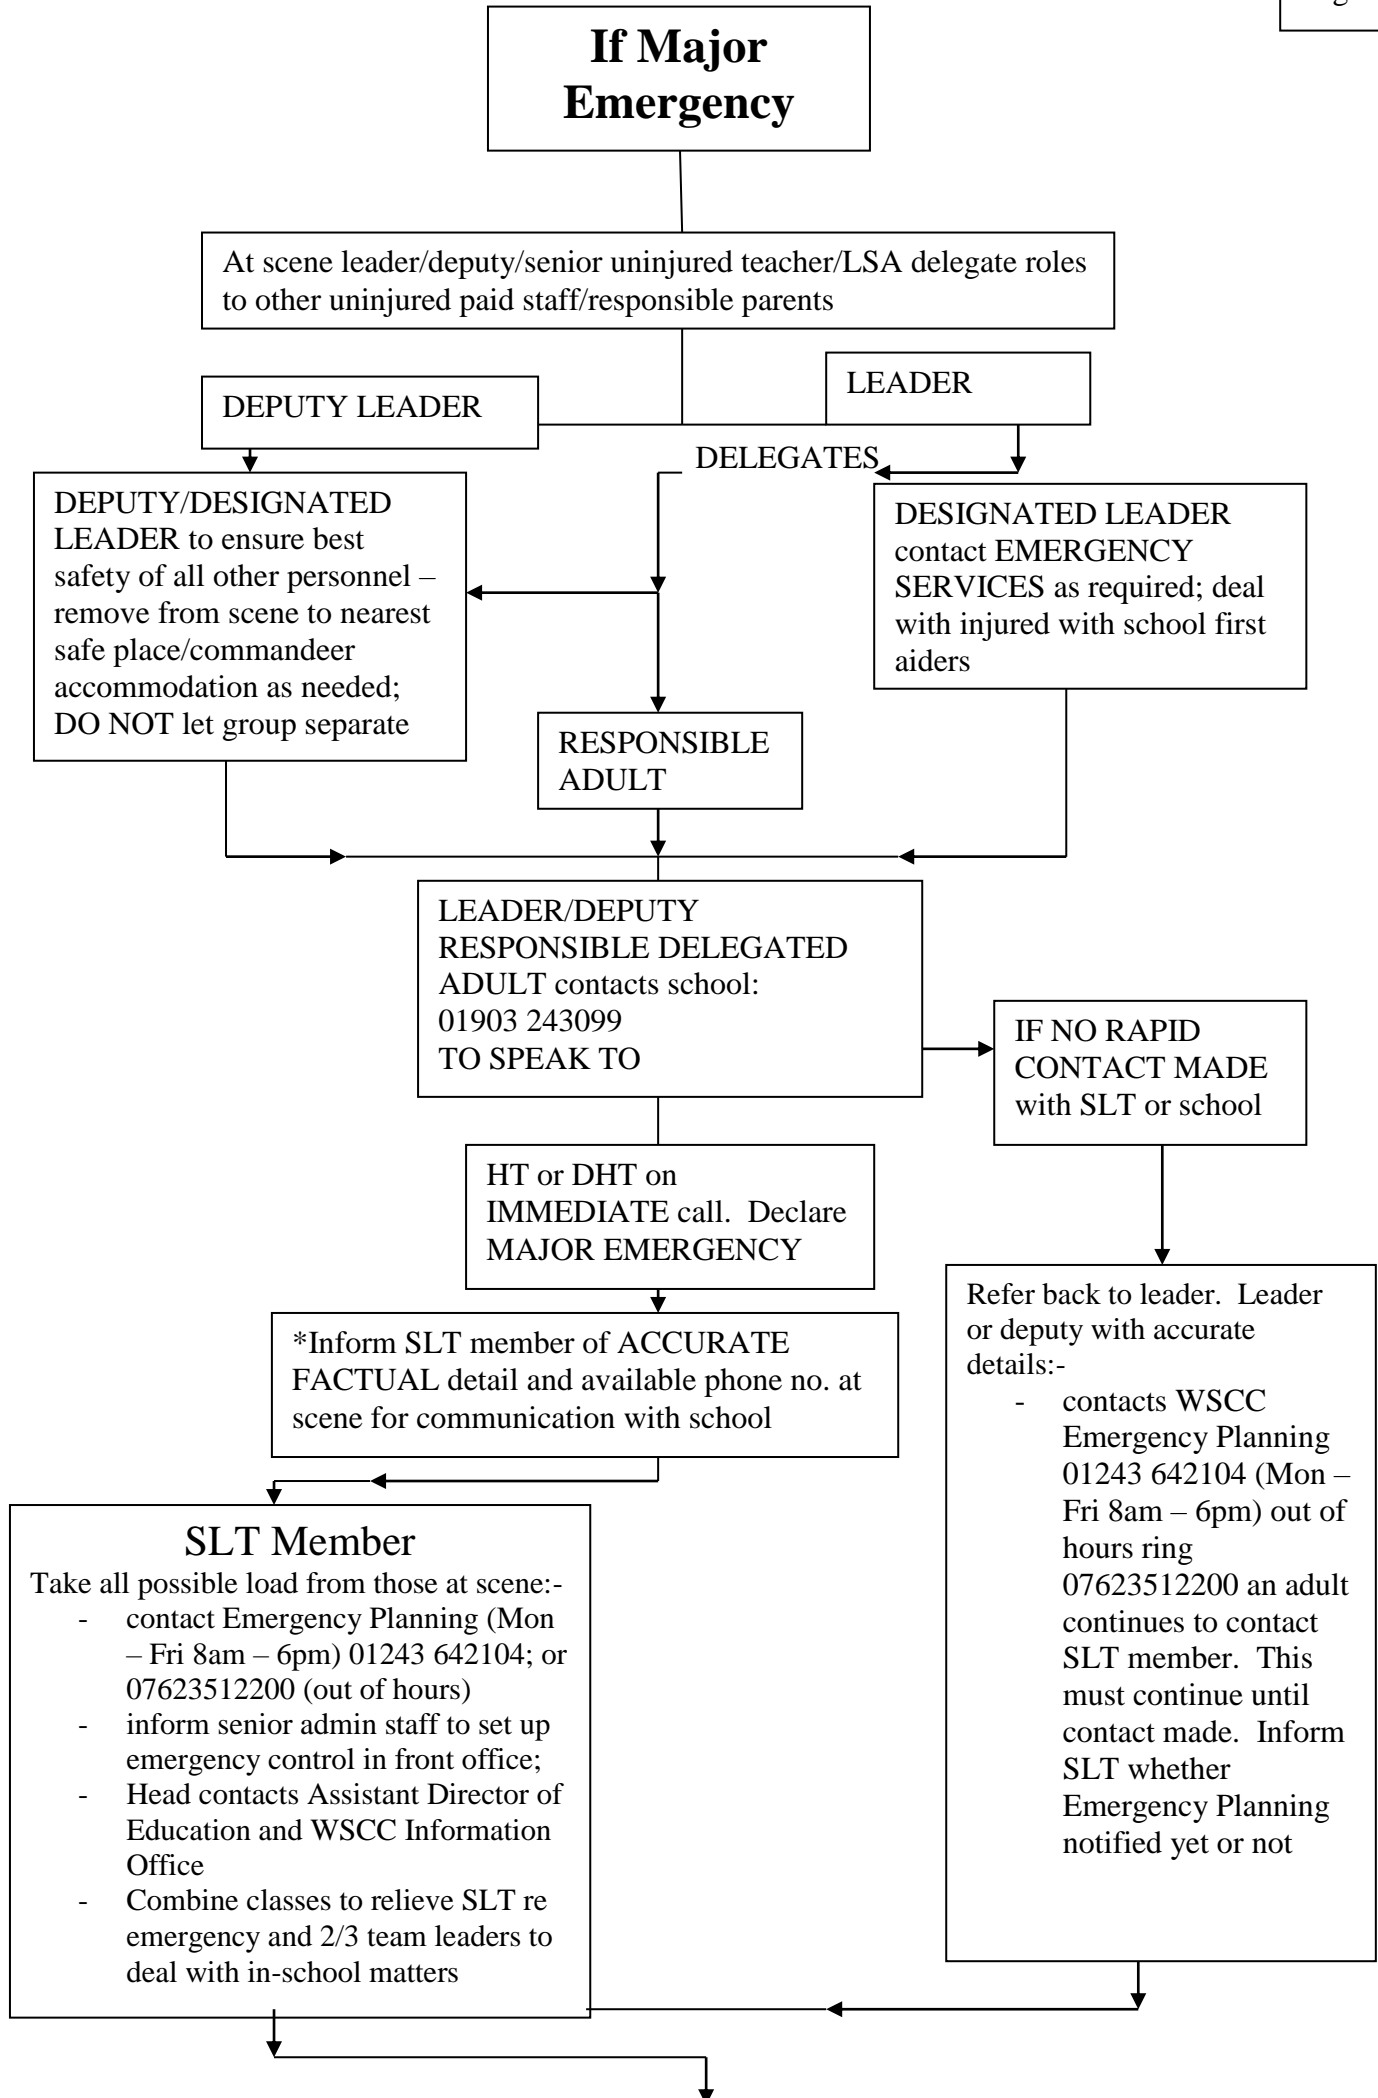 If Major
Emergency
At scene leader/deputy/senior uninjured teacher/LSA delegate roles
to other uninjured paid staff/responsible parents
DEPUTY LEADER
LEADER
DELEGATES
DEPUTY/DESIGNATED
LEADER to ensure best
safety of all other personnel –
remove from scene to nearest
safe place/commandeer
accommodation as needed;
DO NOT let group separate
DESIGNATED LEADER
contact EMERGENCY
SERVICES as required; deal
with injured with school first
aiders
RESPONSIBLE
ADULT
LEADER/DEPUTY
RESPONSIBLE DELEGATED
ADULT contacts school:
01903 243099
TO SPEAK TO
IF NO RAPID
CONTACT MADE
with SLT or school
HT or DHT on
IMMEDIATE call.  Declare
MAJOR EMERGENCY
*Inform SLT member of ACCURATE
FACTUAL detail and available phone no. at
scene for communication with school
SLT Member
Take all possible load from those at scene:-
- contact Emergency Planning (Mon
– Fri 8am – 6pm) 01243 642104; or
07623512200 (out of hours)
- inform senior admin staff to set up
emergency control in front office;
- Head contacts Assistant Director of
Education and WSCC Information
Office
- Combine classes to relieve SLT re
emergency and 2/3 team leaders to
deal with in-school matters
Refer back to leader.  Leader
or deputy with accurate
details:-
- contacts WSCC
Emergency Planning
01243 642104 (Mon –
Fri 8am – 6pm) out of
hours ring
07623512200 an adult
continues to contact
SLT member.  This
must continue until
contact made.  Inform
SLT whether
Emergency Planning
notified yet or not